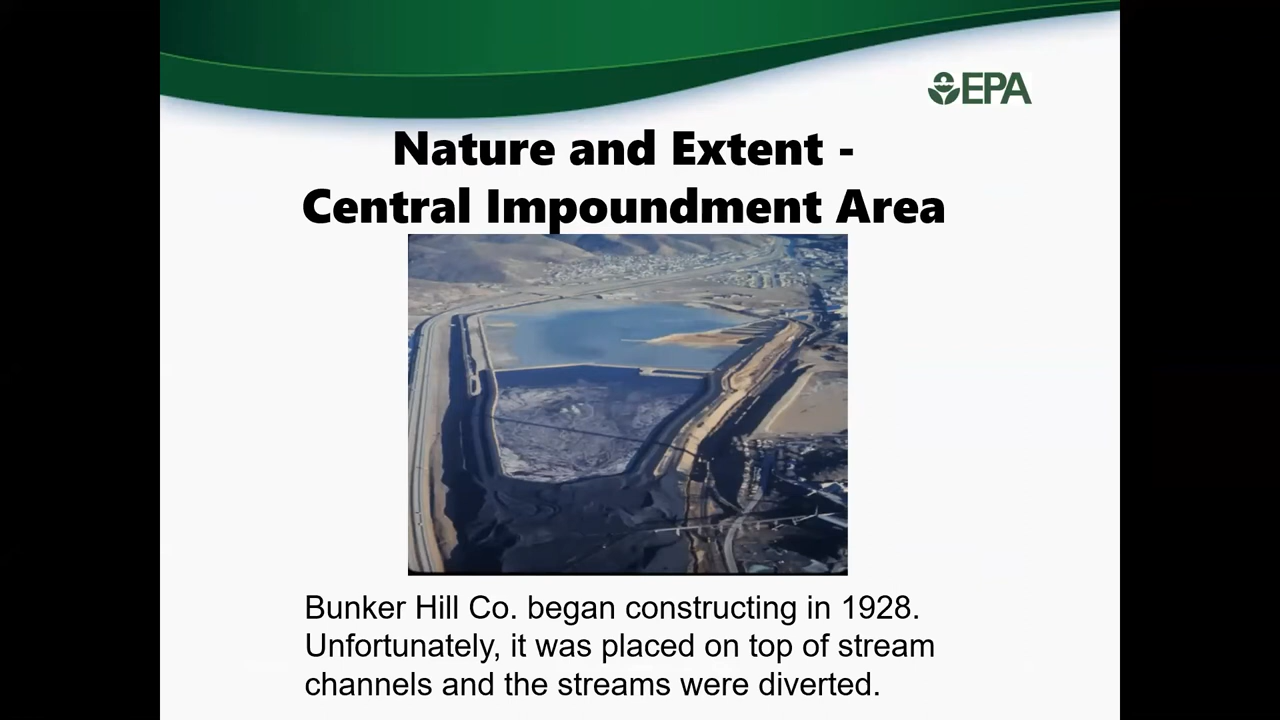 EPA
Nature and Extent -
Central Impoundment Area
Bunker Hill Co. began constructing in 1928.
Unfortunately, it was placed on top of stream
channels and the streams were diverted.